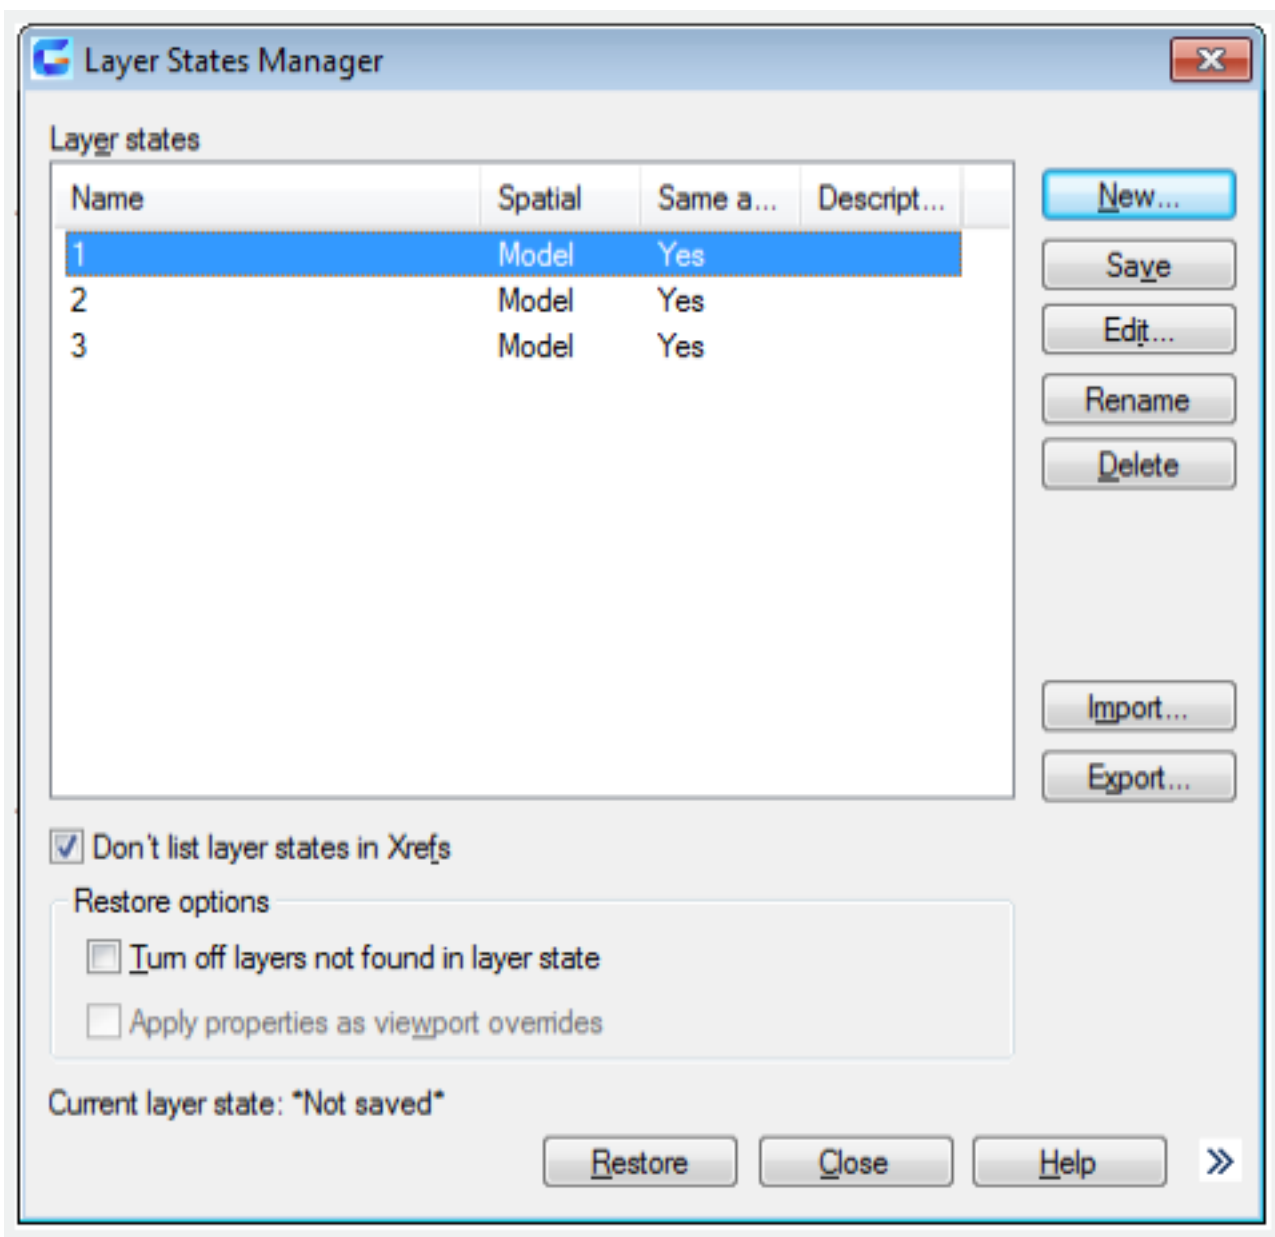 Layer States Manager
Layer states
Name Spatial Same a... Descript...
1 Model Yes
2 Model Yes
3 Model Yes
New...
Save
Edit...
Rename
Delete
Import...
Export...
Don't list layer states in Xrefs
Restore options
Turn off layers not found in layer state
Apply properties as viewport overrides
Current layer state: *Not saved*
Restore Close Help »